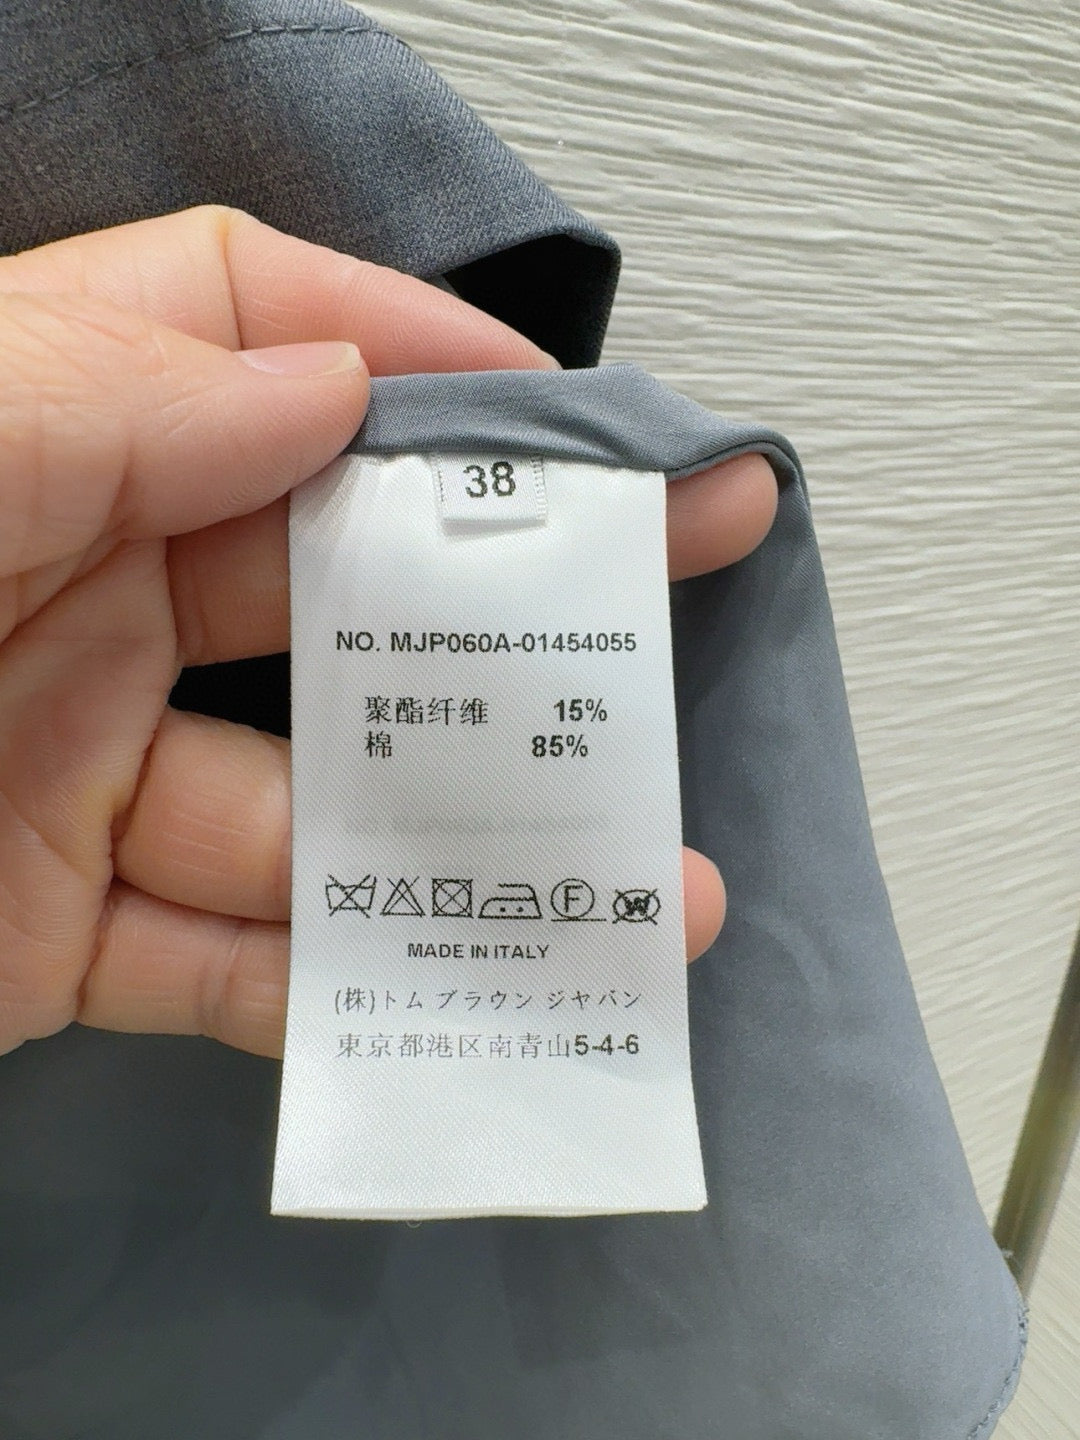 38
NO. MJP060A-01454055
聚酯纤维 15%
棉 85%
F
W
MADE IN ITALY
(株)トム ブラウン ジャパン
東京都港区南青山5-4-6